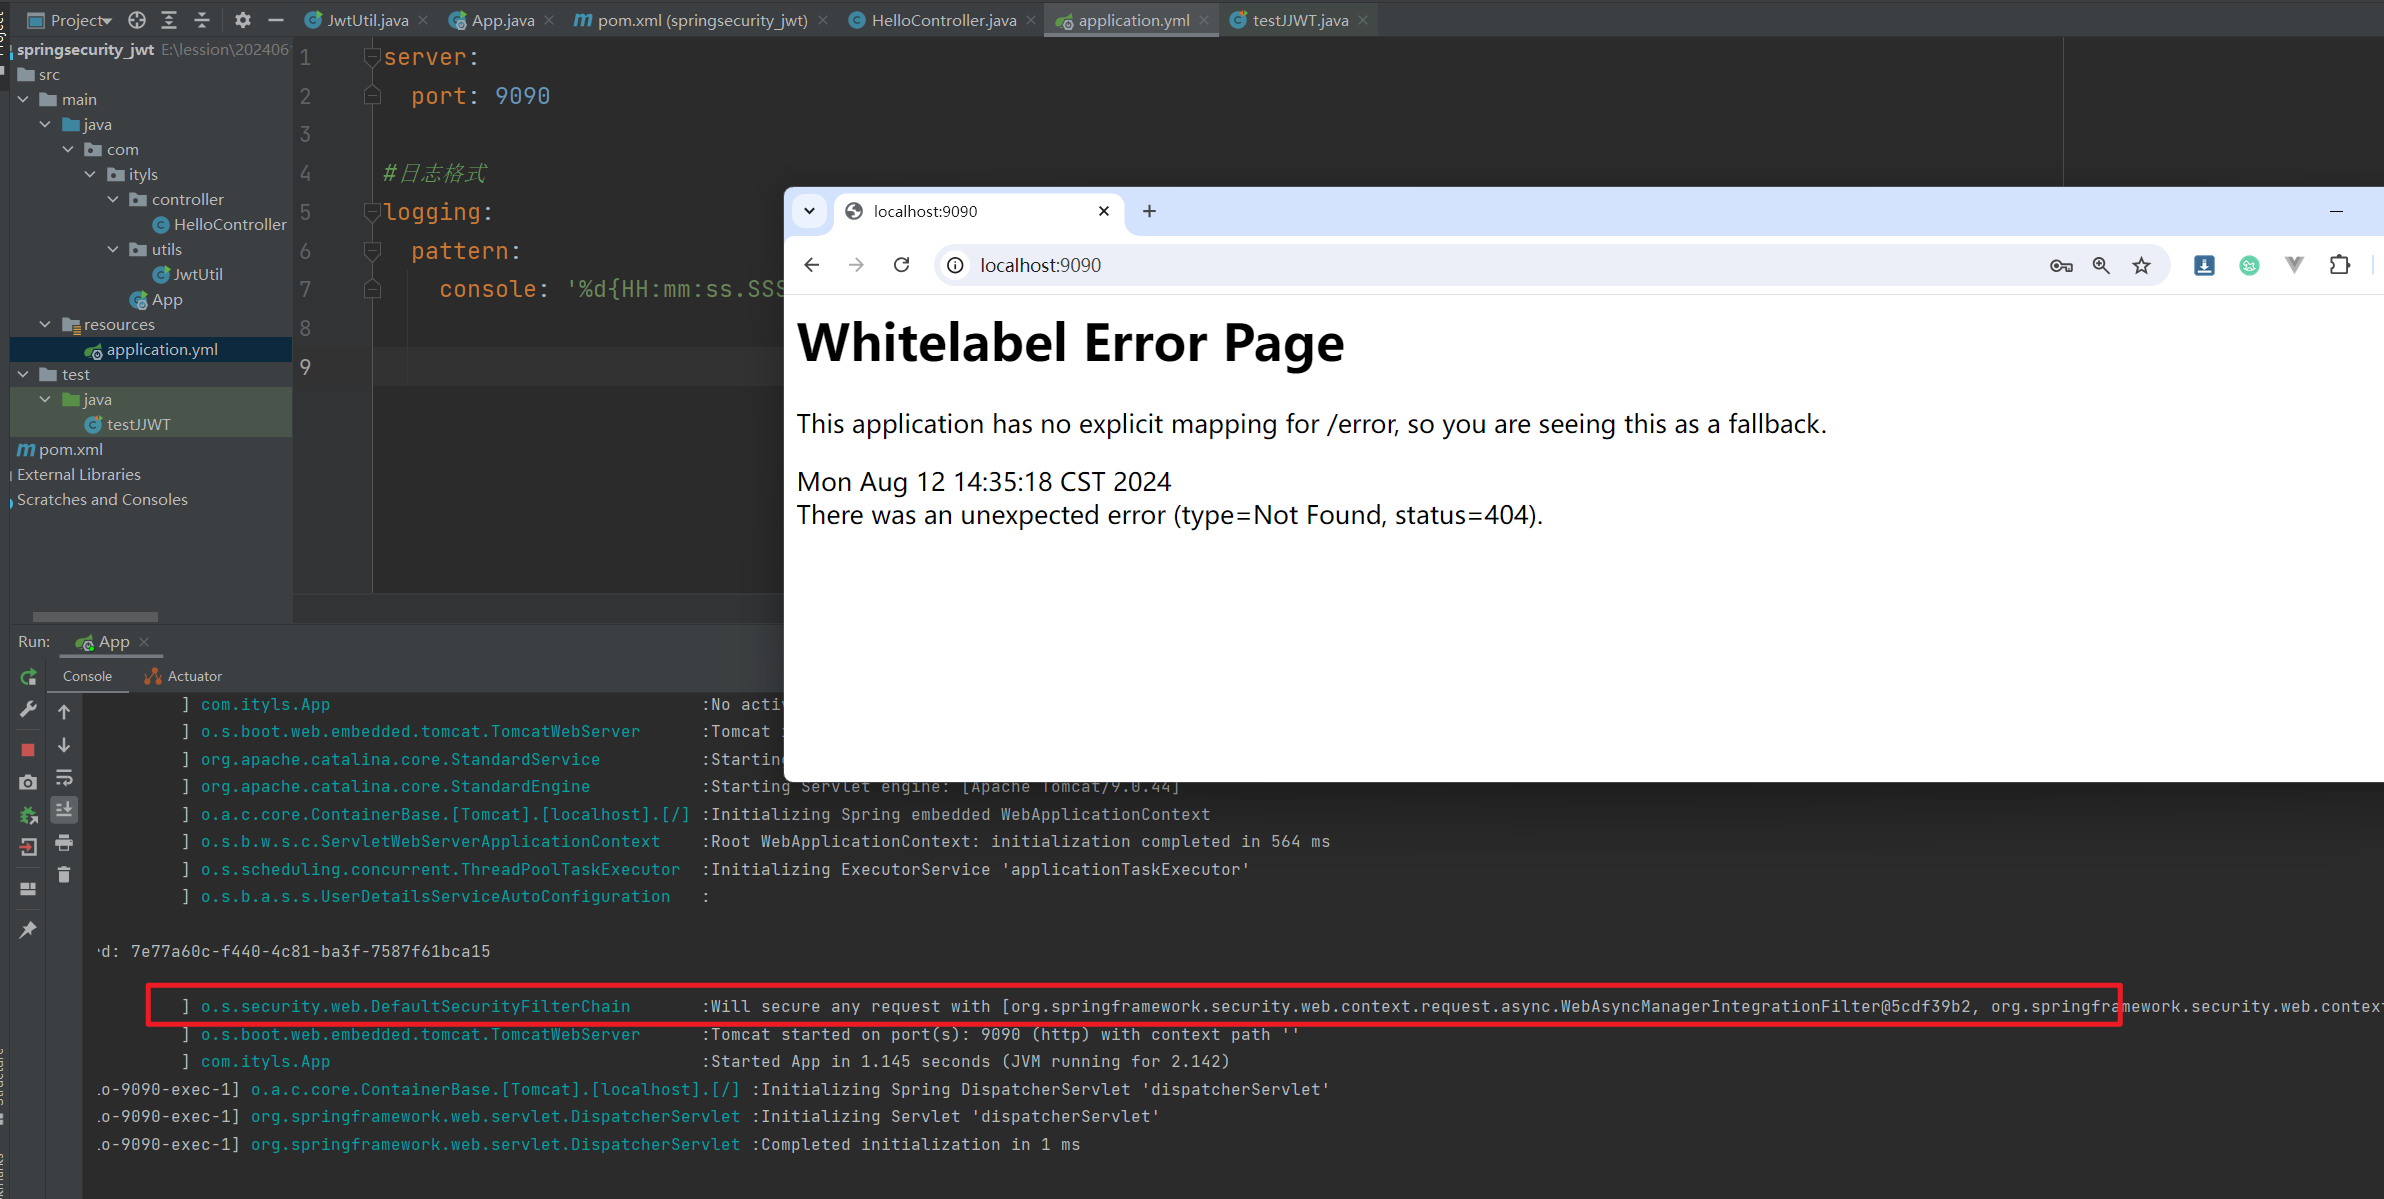 Project
JwtUtil.java
App.java
pom.xml (springsecurity_jwt)
HelloController.java
application.yml
testJJWT.java
springsecurity_jwt E:\lession\202406
src
main
java
com
ityls
controller
HelloController
utils
JwtUtil
App
resources
application.yml
test
java
testJJWT
pom.xml
External Libraries
Scratches and Consoles
1 server:
2 port: 9090
3
4 #日志格式
5 logging:
6 pattern:
7 console: '%d{HH:mm:ss.SSS
8
9
localhost:9090
localhost:9090
Whitelabel Error Page
This application has no explicit mapping for /error, so you are seeing this as a fallback.
Mon Aug 12 14:35:18 CST 2024
There was an unexpected error (type=Not Found, status=404).
Run: App
Console Actuator
] com.ityls.App :No activ
] o.s.boot.web.embedded.tomcat.TomcatWebServer :Tomcat
] org.apache.catalina.core.StandardService :Starting
] org.apache.catalina.core.StandardEngine :Starting Servlet engine: [Apache Tomcat/9.0.44]
] o.a.c.core.ContainerBase.[Tomcat].[localhost].[/] :Initializing Spring embedded WebApplicationContext
] o.s.b.w.s.c.ServletWebServerApplicationContext :Root WebApplicationContext: initialization completed in 564 ms
] o.s.scheduling.concurrent.ThreadPoolTaskExecutor :Initializing ExecutorService 'applicationTaskExecutor'
] o.s.b.a.s.s.UserDetailsServiceAutoConfiguration :
d: 7e77a60c-f440-4c81-ba3f-7587f61bca15
] o.s.security.web.DefaultSecurityFilterChain :Will secure any request with [org.springframework.security.web.context.request.async.WebAsyncManagerIntegrationFilter@5cdf39b2, org.springframework.security.web.context
] o.s.boot.web.embedded.tomcat.TomcatWebServer :Tomcat started on port(s): 9090 (http) with context path ''
] com.ityls.App :Started App in 1.145 seconds (JVM running for 2.142)
io-9090-exec-1] o.a.c.core.ContainerBase.[Tomcat].[localhost].[/] :Initializing Spring DispatcherServlet 'dispatcherServlet'
io-9090-exec-1] org.springframework.web.servlet.DispatcherServlet :Initializing Servlet 'dispatcherServlet'
io-9090-exec-1] org.springframework.web.servlet.DispatcherServlet :Completed initialization in 1 ms